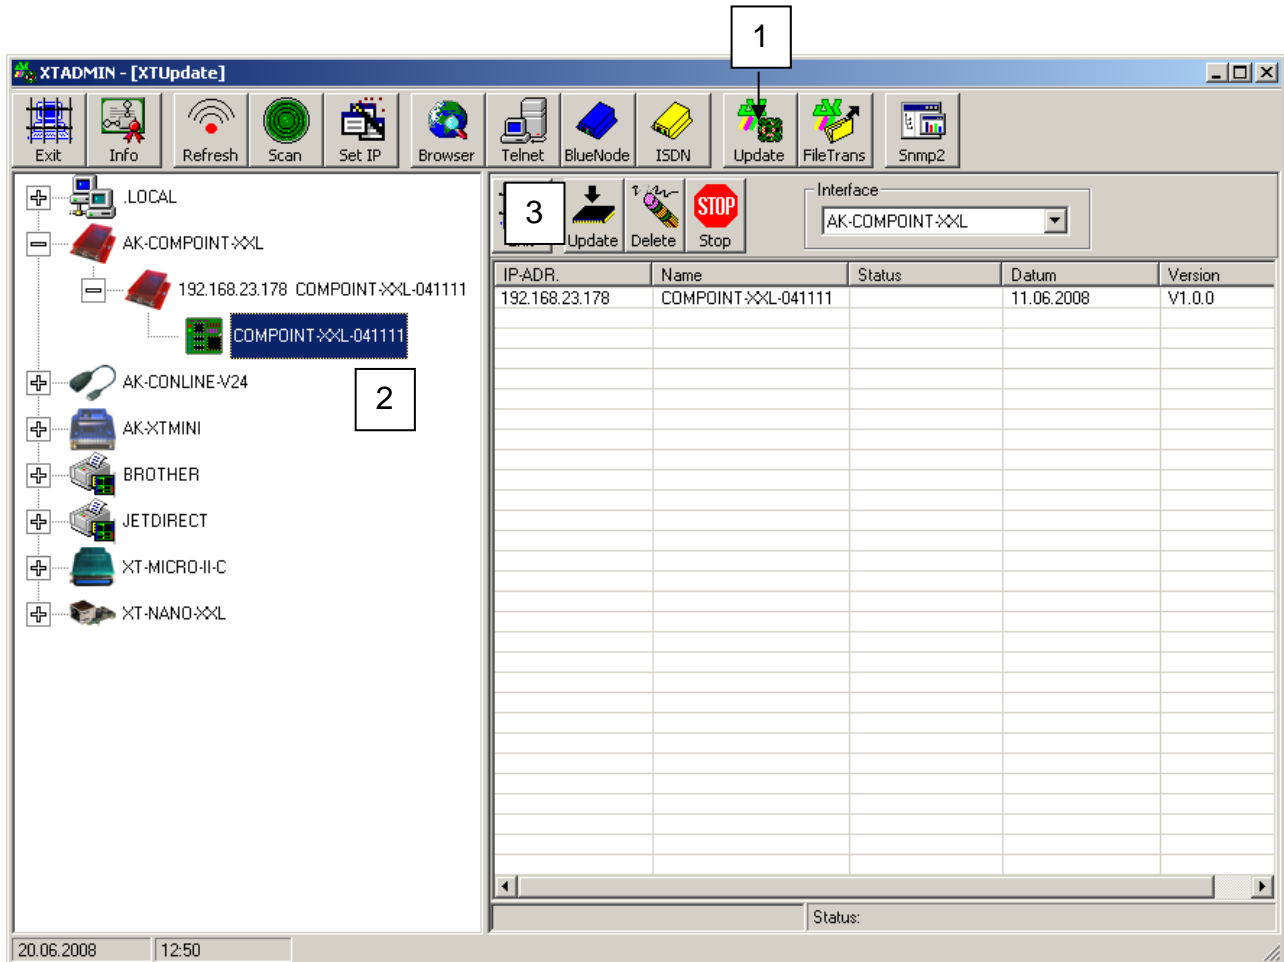 1
XTADMIN - [XTUpdate]
Exit Info Refresh Scan Set IP Browser Telnet BlueNode ISDN Update FileTrans Snmp2
.LOCAL
AK-COMPOINT-XXL
192.168.23.178 COMPOINT-XXL-041111
COMPOINT-XXL-041111
AK-CONLINE-V24
2
AK-XTMINI
BROTHER
JETDIRECT
XT-MICRO-II-C
XT-NANO-XXL
3
STOP
Update Delete Stop
Interface
AK-COMPOINT-XXL
IP-ADR. Name Status Datum Version
192.168.23.178 COMPOINT-XXL-041111 11.06.2008 V1.0.0
Status:
20.06.2008 12:50